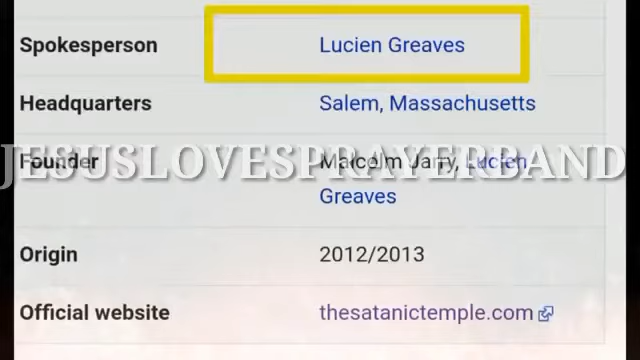 Spokesperson Lucien Greaves
Headquarters Salem, Massachusetts
JESUSLOVESPRAYERBAND
Founder Malcolm Jarry, Lucien
Greaves
Origin 2012/2013
Official website thesatanictemple.com